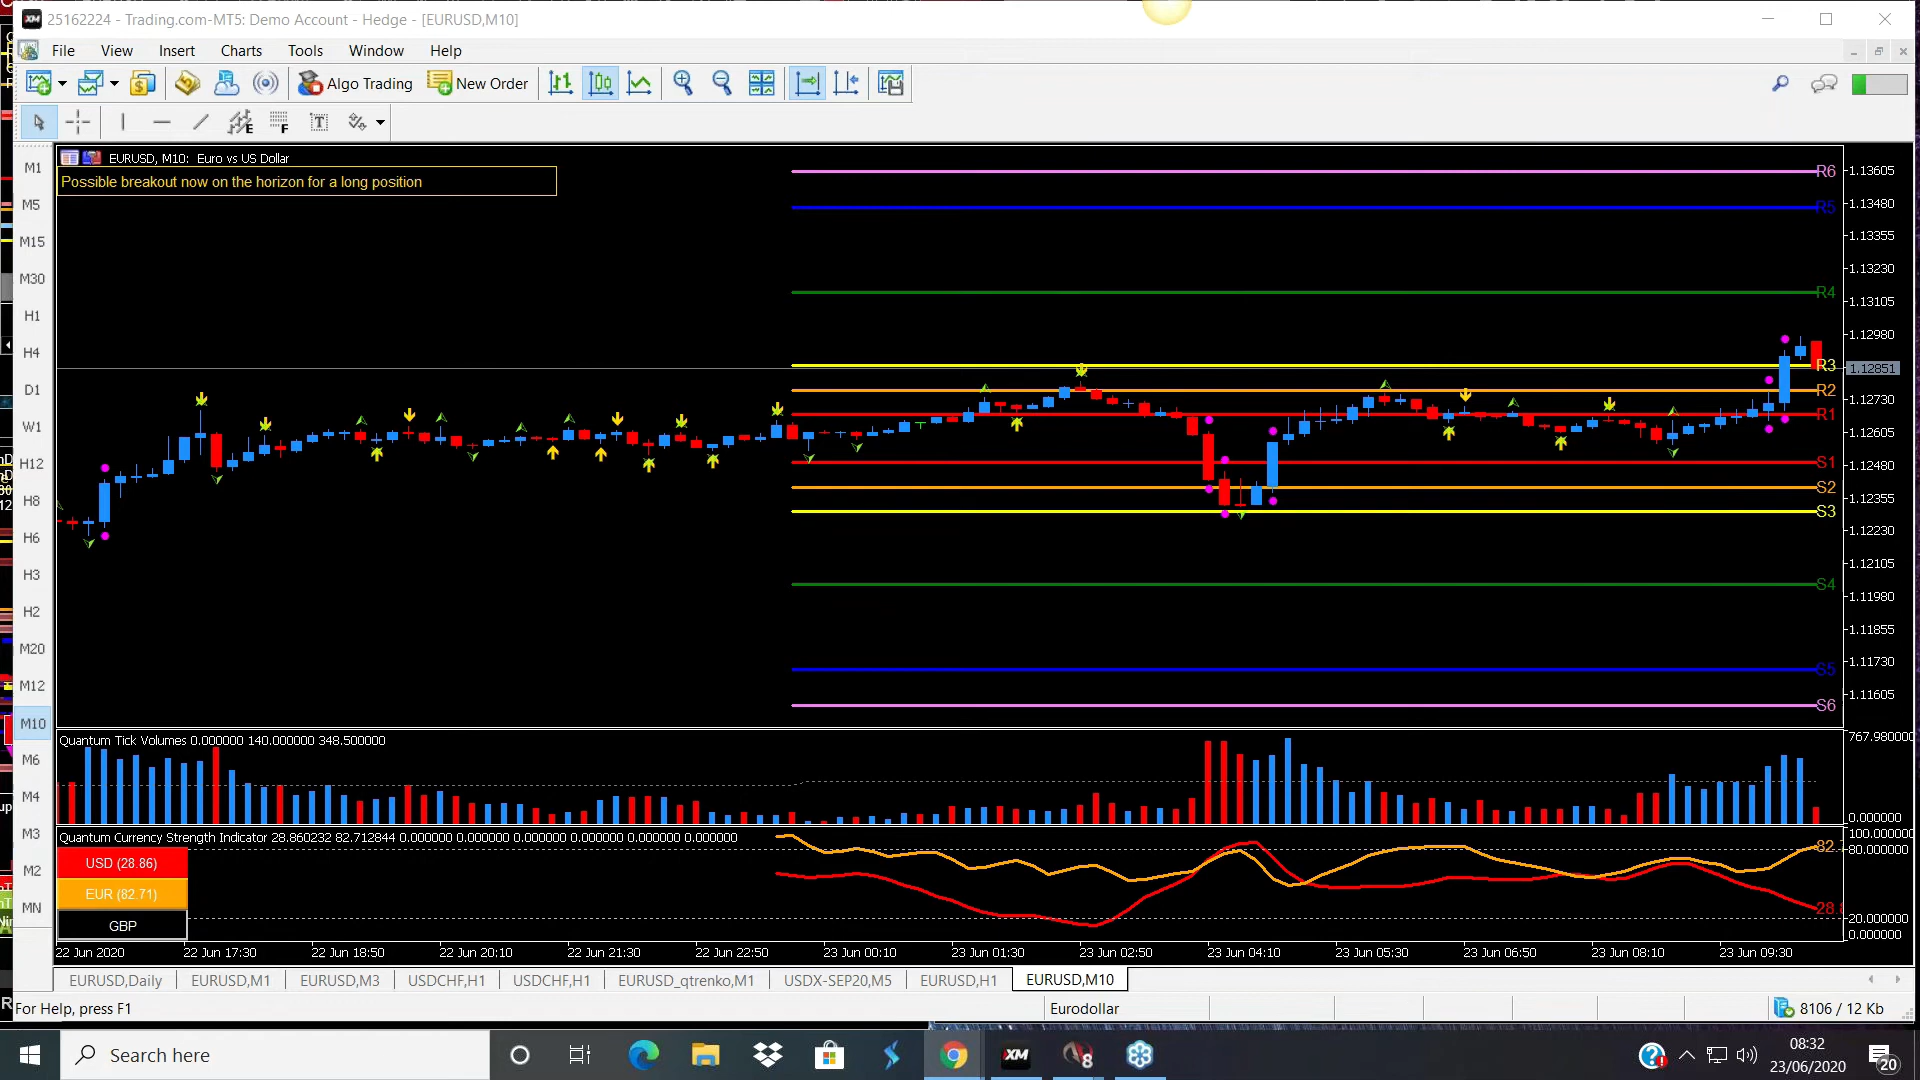 25162224 - Trading.com-MT5: Demo Account - Hedge - [EURUSD,M10]
File View Insert Charts Tools Window Help
Algo Trading New Order
E F T
M1
M5
M15
M30
H1
H4
D1
W1
H12
H8
H6
H3
H2
M20
M12
M10
M6
M4
M3
M2
MN
EURUSD, M10: Euro vs US Dollar
Possible breakout now on the horizon for a long position
R6
R5
R4
R3
R2
R1
S1
S2
S3
S4
S5
S6
1.13605
1.13480
1.13355
1.13230
1.13105
1.12980
1.12851
1.12730
1.12605
1.12480
1.12355
1.12230
1.12105
1.11980
1.11855
1.11730
1.11605
Quantum Tick Volumes 0.000000 140.000000 348.500000
767.980000
0.000000
Quantum Currency Strength Indicator 28.860232 82.712844 0.000000 0.000000 0.000000 0.000000 0.000000 0.000000
100.000000
80.000000
20.000000
0.000000
USD (28.86)
EUR (82.71)
GBP
22 Jun 2020 22 Jun 17:30 22 Jun 18:50 22 Jun 20:10 22 Jun 21:30 22 Jun 22:50 23 Jun 00:10 23 Jun 01:30 23 Jun 02:50 23 Jun 04:10 23 Jun 05:30 23 Jun 06:50 23 Jun 08:10 23 Jun 09:30
EURUSD,Daily EURUSD,M1 EURUSD,M3 USDCHF,H1 USDCHF,H1 EURUSD_qtrenko,M1 USDX-SEP20,M5 EURUSD,H1 EURUSD,M10
For Help, press F1 Eurodollar 8106 / 12 Kb
Search here
XM
8
08:32
23/06/2020
20